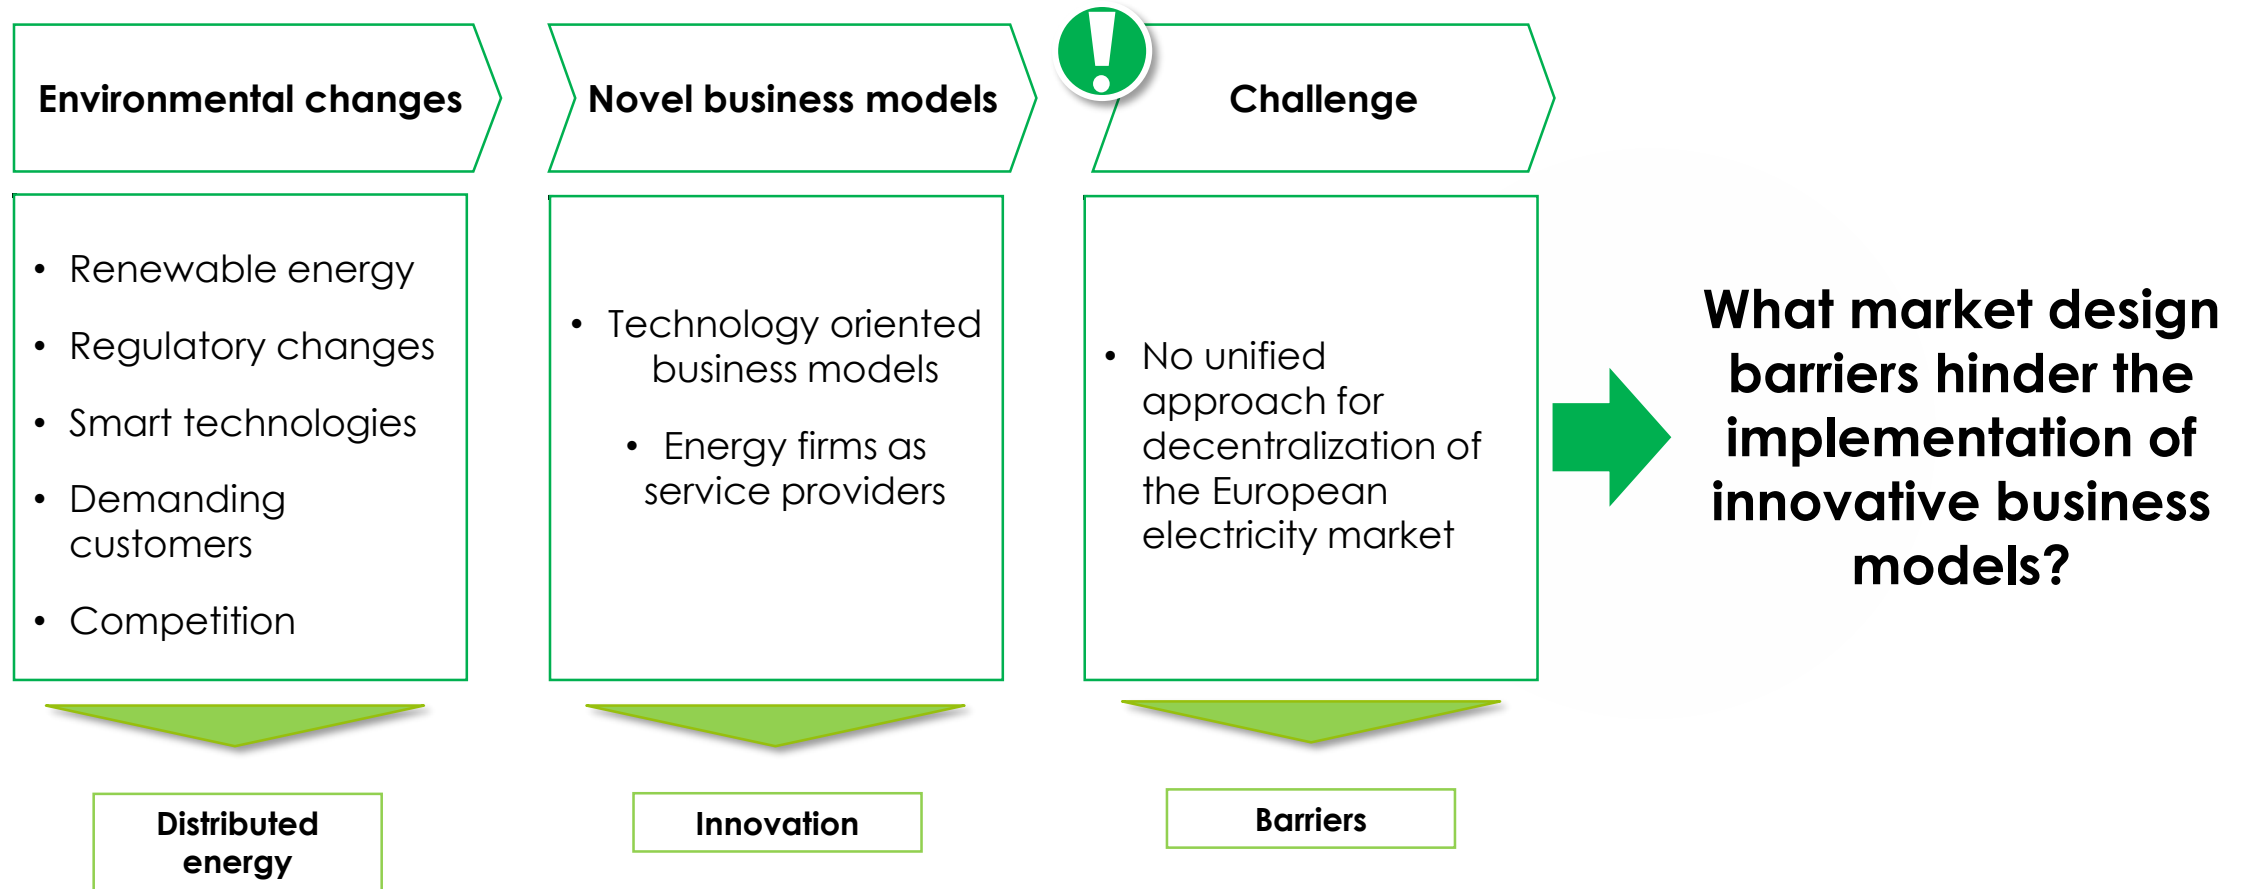 Environmental changes
Novel business models
!
Challenge
• Renewable energy
• Regulatory changes
• Smart technologies
• Demanding
customers
• Competition
• Technology oriented
business models
• Energy firms as
service providers
• No unified
approach for
decentralization of
the European
electricity market
What market design
barriers hinder the
implementation of
innovative business
models?
Distributed
energy
Innovation
Barriers